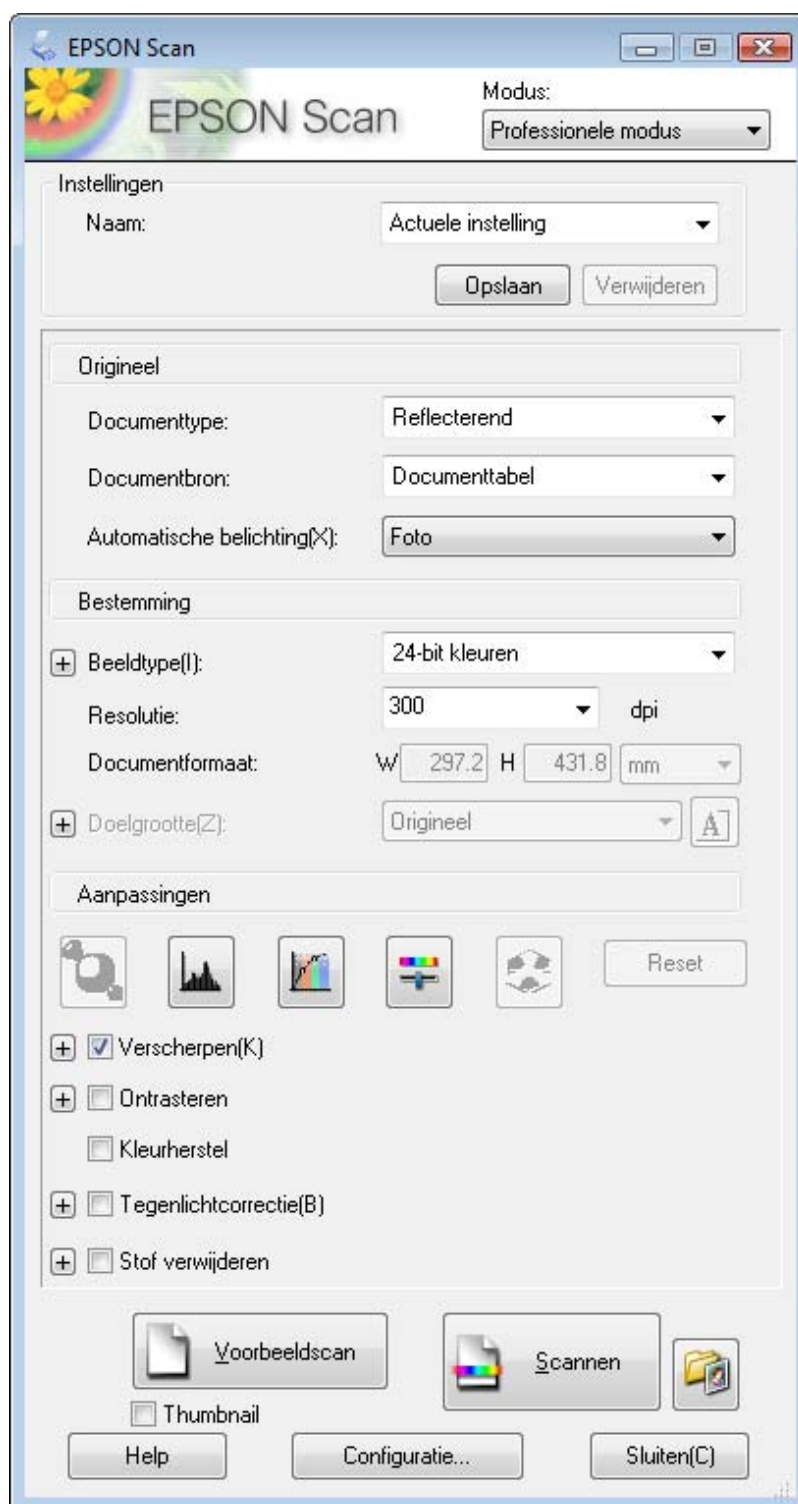 EPSON Scan
EPSON Scan
Modus:
Professionele modus
Instellingen
Naam: Actuele instelling
Opslaan Verwijderen
Origineel
Documenttype: Reflecterend
Documentbron: Documenttabel
Automatische belichting(X): Foto
Bestemming
Beeldtype(I): 24-bit kleuren
Resolutie: 300 dpi
Documentformaat: W 297.2 H 431.8 mm
Doelgrootte(Z): Origineel A
Aanpassingen
Reset
Verscherpen(K)
Ontrasteren
Kleurherstel
Tegenlichtcorrectie(B)
Stof verwijderen
Voorbeeldscan Scannen
Thumbnail
Help Configuratie... Sluiten(C)